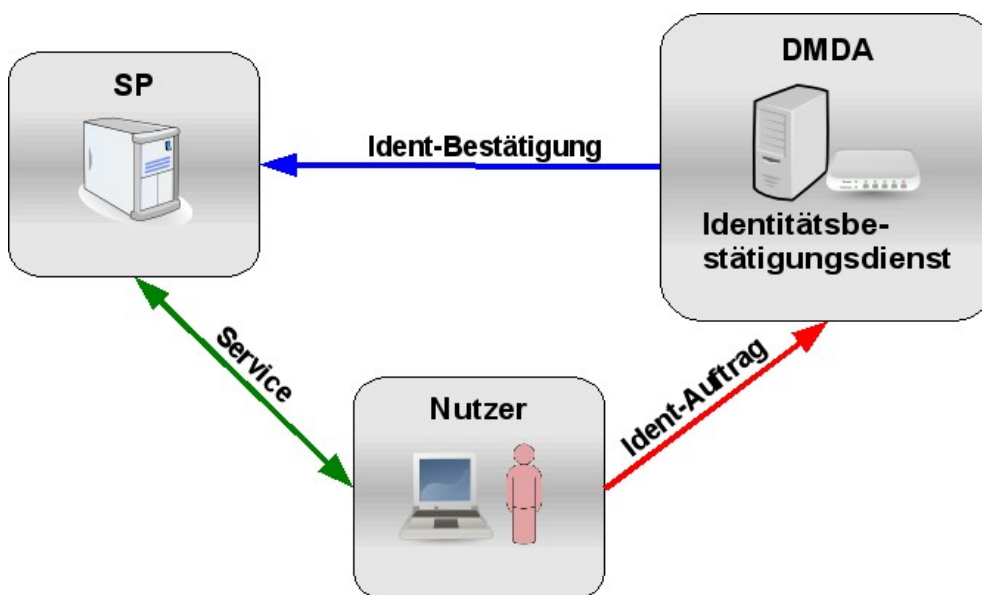 SP
DMDA
Ident-Bestätigung
Identitätsbe-
stätigungsdienst
Service
Nutzer
Ident-Auftrag